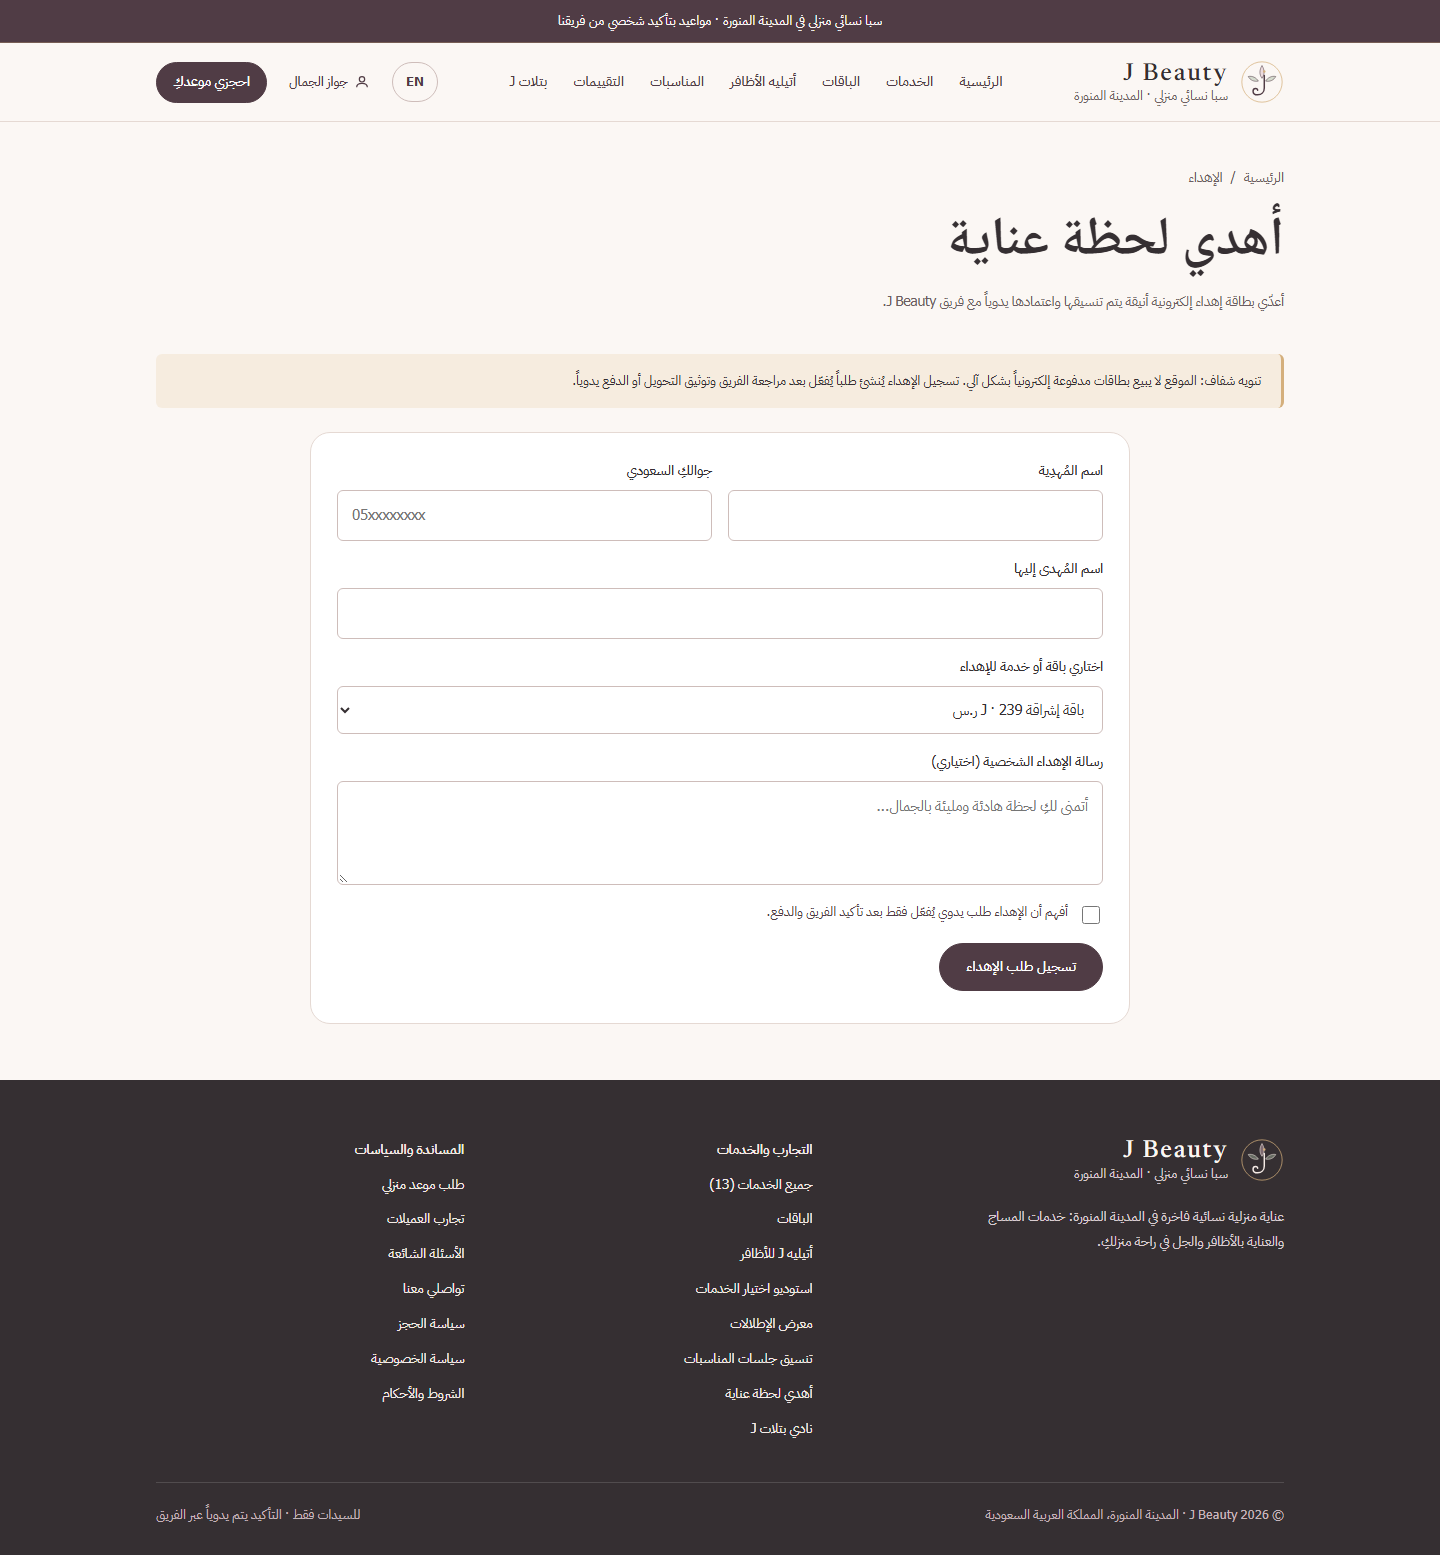 سبا نسائي منزلي في المدينة المنورة · مواعيد بتأكيد شخصي من فريقنا
J Beauty
سبا نسائي منزلي · المدينة المنورة
الرئيسية
الخدمات
الباقات
أتيليه الأظافر
المناسبات
التقييمات
بتلات J
EN
جواز الجمال
احجزي موعدكِ
الرئيسية / الإهداء
أهدي لحظة عناية
أعدّي بطاقة إهداء إلكترونية أنيقة يتم تنسيقها واعتمادها يدوياً مع فريق J Beauty.
تنويه شفاف: الموقع لا يبيع بطاقات مدفوعة إلكترونياً بشكل آلي. تسجيل الإهداء يُنشئ طلباً يُفعّل بعد مراجعة الفريق وتوثيق التحويل أو الدفع يدوياً.
اسم المُهدِية
جوالكِ السعودي
05xxxxxxxx
اسم المُهدى إليها
اختاري باقة أو خدمة للإهداء
باقة إشراقة J · 239 ر.س
رسالة الإهداء الشخصية (اختياري)
أتمنى لكِ لحظة هادئة ومليئة بالجمال...
أفهم أن الإهداء طلب يدوي يُفعّل فقط بعد تأكيد الفريق والدفع.
تسجيل طلب الإهداء
J Beauty
سبا نسائي منزلي · المدينة المنورة
عناية منزلية نسائية فاخرة في المدينة المنورة: خدمات المساج
والعناية بالأظافر والجل في راحة منزلكِ.
التجارب والخدمات
جميع الخدمات (13)
الباقات
أتيليه J للأظافر
استوديو اختيار الخدمات
معرض الإطلالات
تنسيق جلسات المناسبات
أهدي لحظة عناية
نادي بتلات J
المساندة والسياسات
طلب موعد منزلي
تجارب العميلات
الأسئلة الشائعة
تواصلي معنا
سياسة الحجز
سياسة الخصوصية
الشروط والأحكام
© 2026 J Beauty · المدينة المنورة، المملكة العربية السعودية
للسيدات فقط · التأكيد يتم يدوياً عبر الفريق